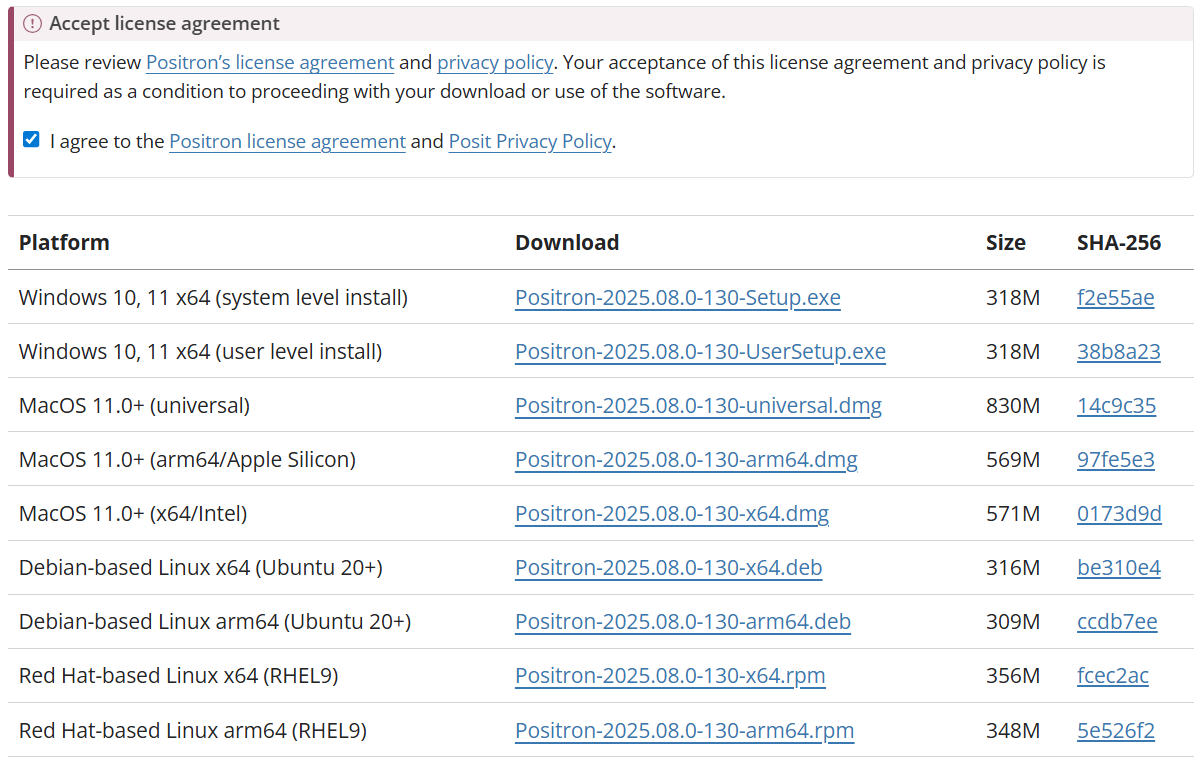 Accept license agreement
Please review Positron’s license agreement and privacy policy. Your acceptance of this license agreement and privacy policy is
required as a condition to proceeding with your download or use of the software.
I agree to the Positron license agreement and Posit Privacy Policy.
Platform Download Size SHA-256
Windows 10, 11 x64 (system level install) Positron-2025.08.0-130-Setup.exe 318M f2e55ae
Windows 10, 11 x64 (user level install) Positron-2025.08.0-130-UserSetup.exe 318M 38b8a23
MacOS 11.0+ (universal) Positron-2025.08.0-130-universal.dmg 830M 14c9c35
MacOS 11.0+ (arm64/Apple Silicon) Positron-2025.08.0-130-arm64.dmg 569M 97fe5e3
MacOS 11.0+ (x64/Intel) Positron-2025.08.0-130-x64.dmg 571M 0173d9d
Debian-based Linux x64 (Ubuntu 20+) Positron-2025.08.0-130-x64.deb 316M be310e4
Debian-based Linux arm64 (Ubuntu 20+) Positron-2025.08.0-130-arm64.deb 309M ccdb7ee
Red Hat-based Linux x64 (RHEL9) Positron-2025.08.0-130-x64.rpm 356M fcec2ac
Red Hat-based Linux arm64 (RHEL9) Positron-2025.08.0-130-arm64.rpm 348M 5e526f2